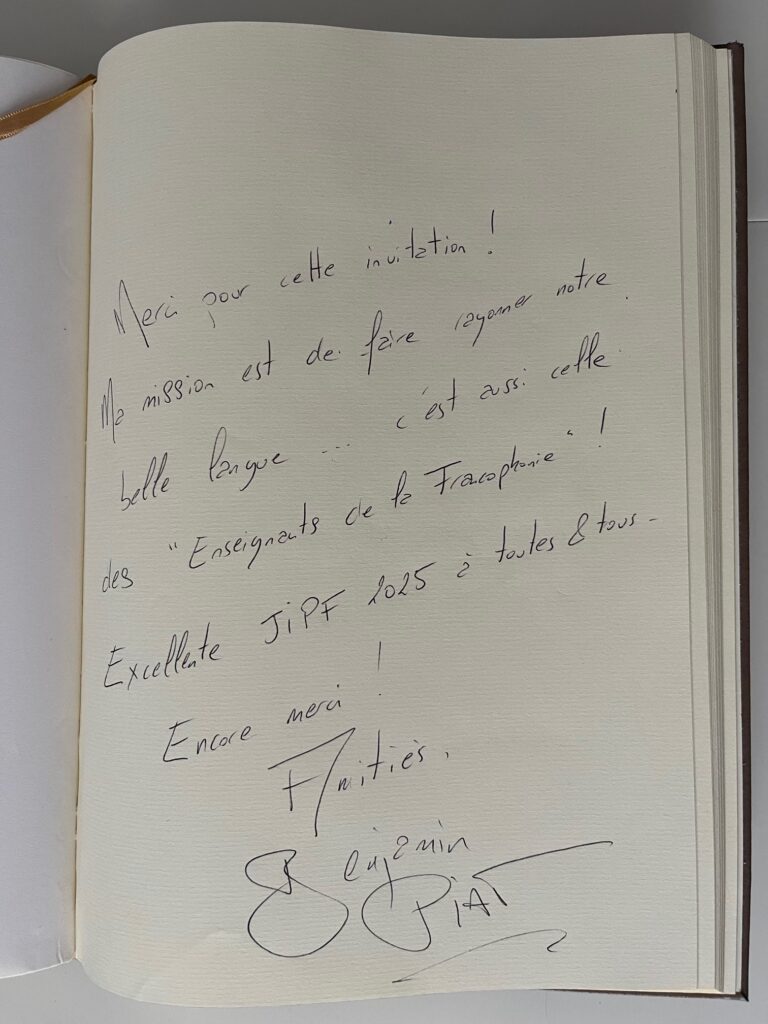 Merci pour cette invitation !
Ma mission est de faire rayonner notre
belle langue ... c'est aussi celle
des "Enseignants de la Fracophonie" !
Excellente JiPF 2025 à toutes & tous -
Encore merci !
Amitiés.
Benjamin
PiAT